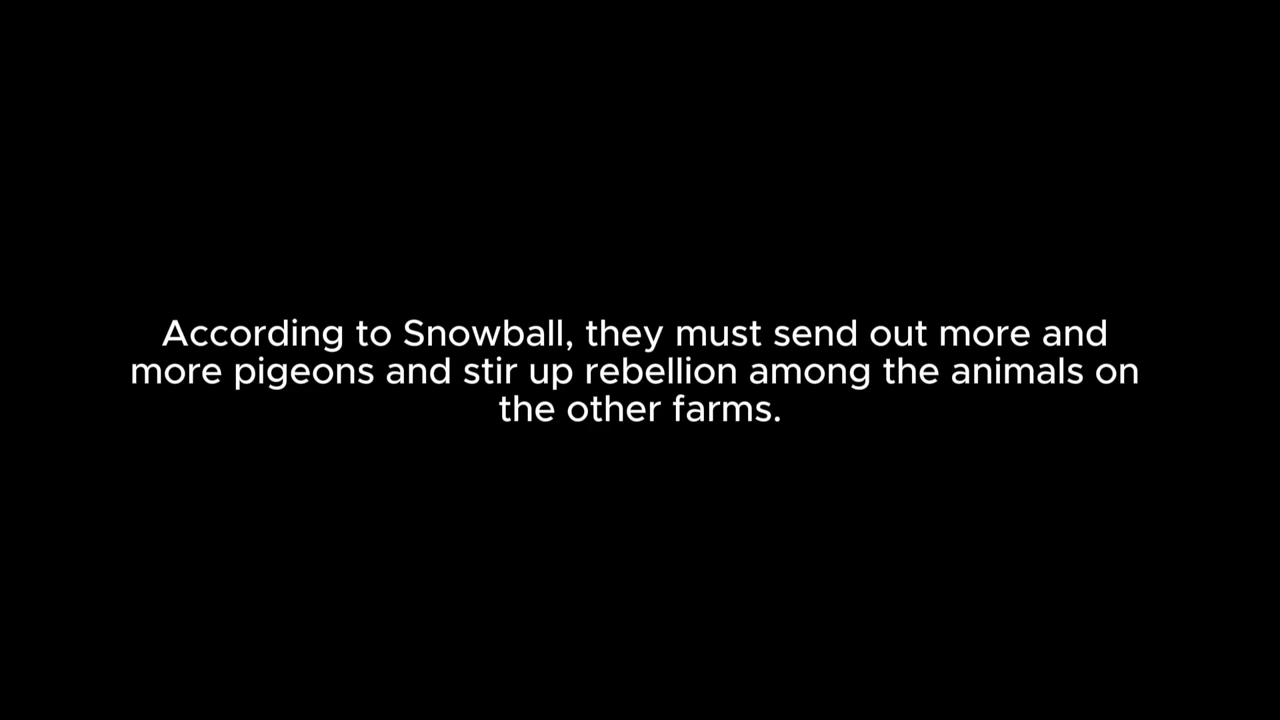 According to Snowball, they must send out more and
more pigeons and stir up rebellion among the animals on
the other farms.